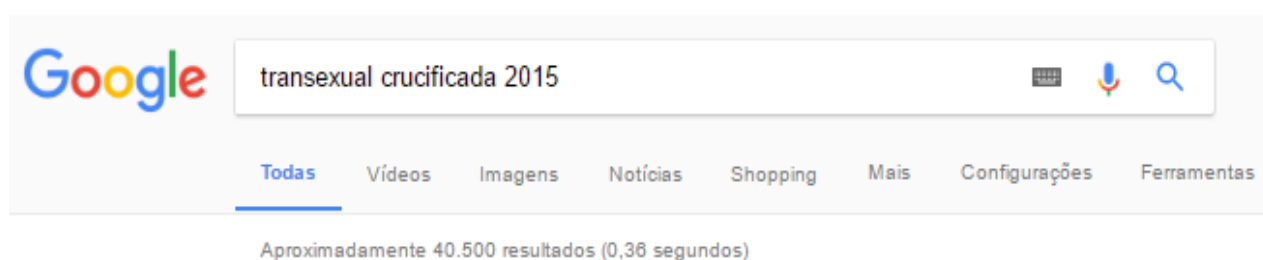 Google transexual crucificada 2015
Todas Vídeos Imagens Notícias Shopping Mais Configurações Ferramentas
Aproximadamente 40.500 resultados (0,36 segundos)